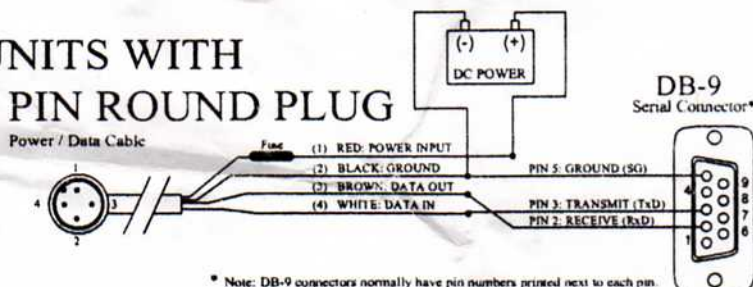 UNITS WITH
PIN ROUND PLUG
Power / Data Cable
(-) (+)
DC POWER
DB-9
Serial Connector*
Fuse
(1) RED: POWER INPUT
(2) BLACK: GROUND
(3) BROWN: DATA OUT
(4) WHITE: DATA IN
PIN 5: GROUND (SG)
PIN 3: TRANSMIT (TxD)
PIN 2: RECEIVE (RxD)
1
4
3
2
9
4
8
7
1
6
* Note: DB-9 connectors normally have pin numbers printed next to each pin.